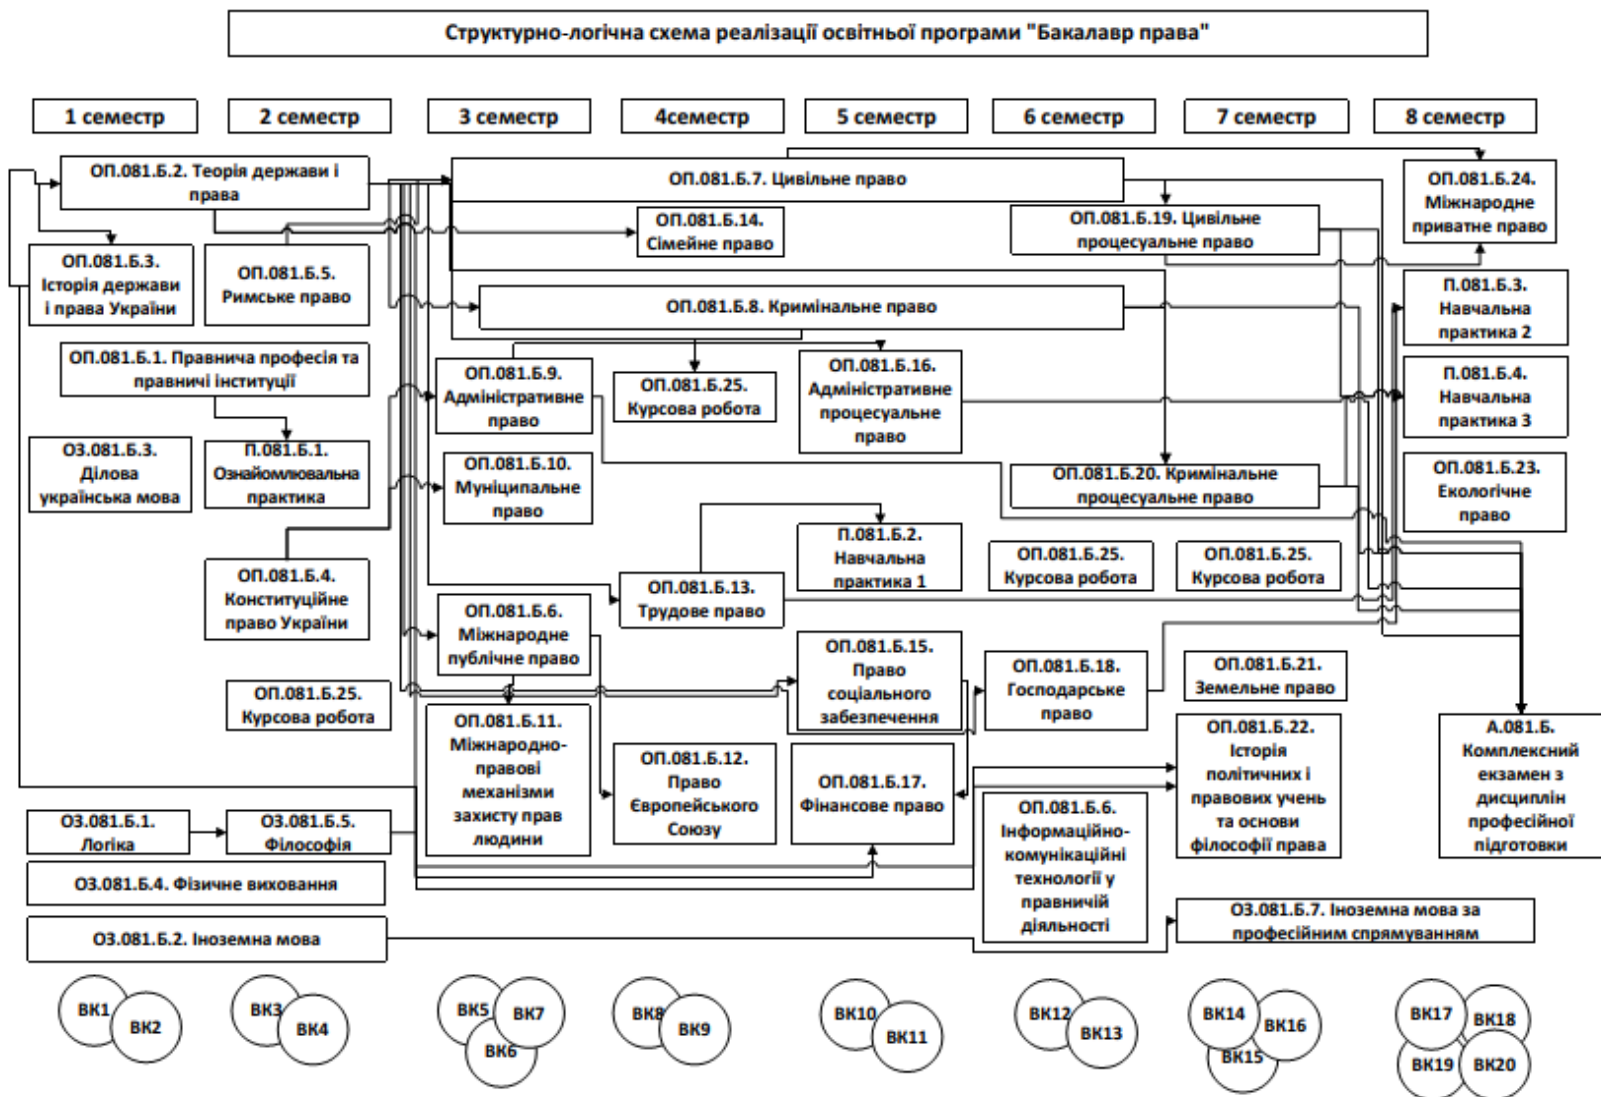 Структурно-логічна схема реалізації освітньої програми "Бакалавр права"
1 семестр
2 семестр
3 семестр
4семестр
5 семестр
6 семестр
7 семестр
8 семестр
ОП.081.Б.2. Теорія держави і
права
ОП.081.Б.7. Цивільне право
ОП.081.Б.24.
Міжнародне
приватне право
ОП.081.Б.14.
Сімейне право
ОП.081.Б.19. Цивільне
процесуальне право
ОП.081.Б.3.
Історія держави
і права України
ОП.081.Б.5.
Римське право
ОП.081.Б.8. Кримінальне право
П.081.Б.3.
Навчальна
практика 2
ОП.081.Б.1. Правнича професія та
правничі інституції
ОП.081.Б.9.
Адміністративне
право
ОП.081.Б.25.
Курсова робота
ОП.081.Б.16.
Адміністративне
процесуальне
право
П.081.Б.4.
Навчальна
практика 3
ОЗ.081.Б.3.
Ділова
українська мова
П.081.Б.1.
Ознайомлювальна
практика
ОП.081.Б.10.
Муніципальне
право
ОП.081.Б.20. Кримінальне
процесуальне право
ОП.081.Б.23.
Екологічне
право
П.081.Б.2.
Навчальна
практика 1
ОП.081.Б.25.
Курсова робота
ОП.081.Б.25.
Курсова робота
ОП.081.Б.4.
Конституційне
право України
ОП.081.Б.13.
Трудове право
ОП.081.Б.6.
Міжнародне
публічне право
ОП.081.Б.15.
Право
соціального
забезпечення
ОП.081.Б.18.
Господарське
право
ОП.081.Б.21.
Земельне право
ОП.081.Б.25.
Курсова робота
ОП.081.Б.11.
Міжнародно-
правові
механізми
захисту прав
людини
ОП.081.Б.12.
Право
Європейського
Союзу
ОП.081.Б.17.
Фінансове право
ОП.081.Б.6.
Інформаційно-
комунікаційні
технології у
правничій
діяльності
ОП.081.Б.22.
Історія
політичних і
правових учень
та основи
філософії права
А.081.Б.
Комплексний
екзамен з
дисциплін
професійної
підготовки
ОЗ.081.Б.1.
Логіка
ОЗ.081.Б.5.
Філософія
ОЗ.081.Б.4. Фізичне виховання
ОЗ.081.Б.2. Іноземна мова
ОЗ.081.Б.7. Іноземна мова за
професійним спрямуванням
ВК1
ВК2
ВК3
ВК4
ВК5
ВК6
ВК7
ВК8
ВК9
ВК10
ВК11
ВК12
ВК13
ВК14
ВК15
ВК16
ВК17
ВК18
ВК19
ВК20